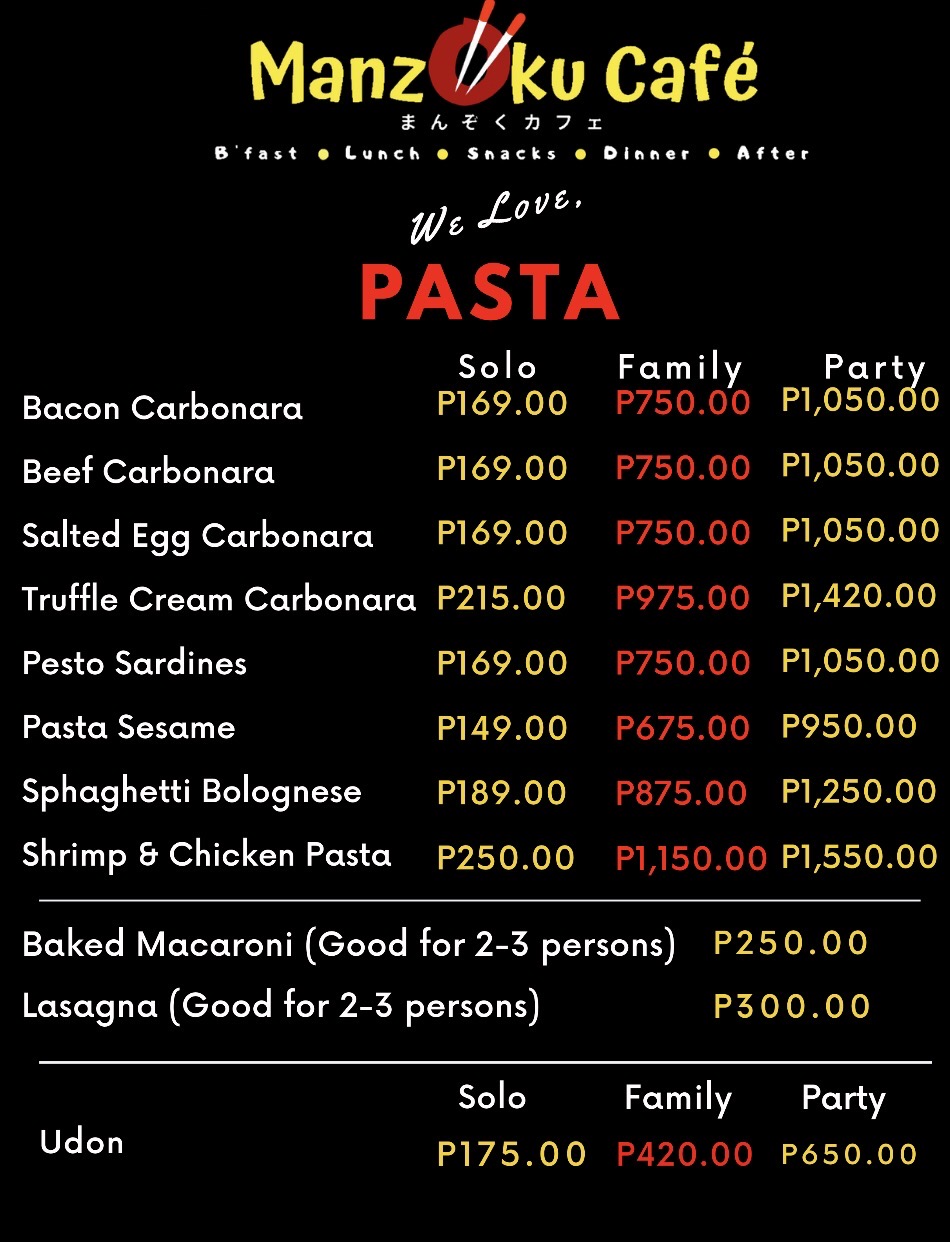 Manzoku Café
まんぞくカフェ
B'fast • Lunch • Snacks • Dinner • After
We Love,
PASTA
Solo Family Party
Bacon Carbonara P169.00 P750.00 P1,050.00
Beef Carbonara P169.00 P750.00 P1,050.00
Salted Egg Carbonara P169.00 P750.00 P1,050.00
Truffle Cream Carbonara P215.00 P975.00 P1,420.00
Pesto Sardines P169.00 P750.00 P1,050.00
Pasta Sesame P149.00 P675.00 P950.00
Sphaghetti Bolognese P189.00 P875.00 P1,250.00
Shrimp & Chicken Pasta P250.00 P1,150.00 P1,550.00
Baked Macaroni (Good for 2-3 persons) P250.00
Lasagna (Good for 2-3 persons) P300.00
Solo Family Party
Udon P175.00 P420.00 P650.00